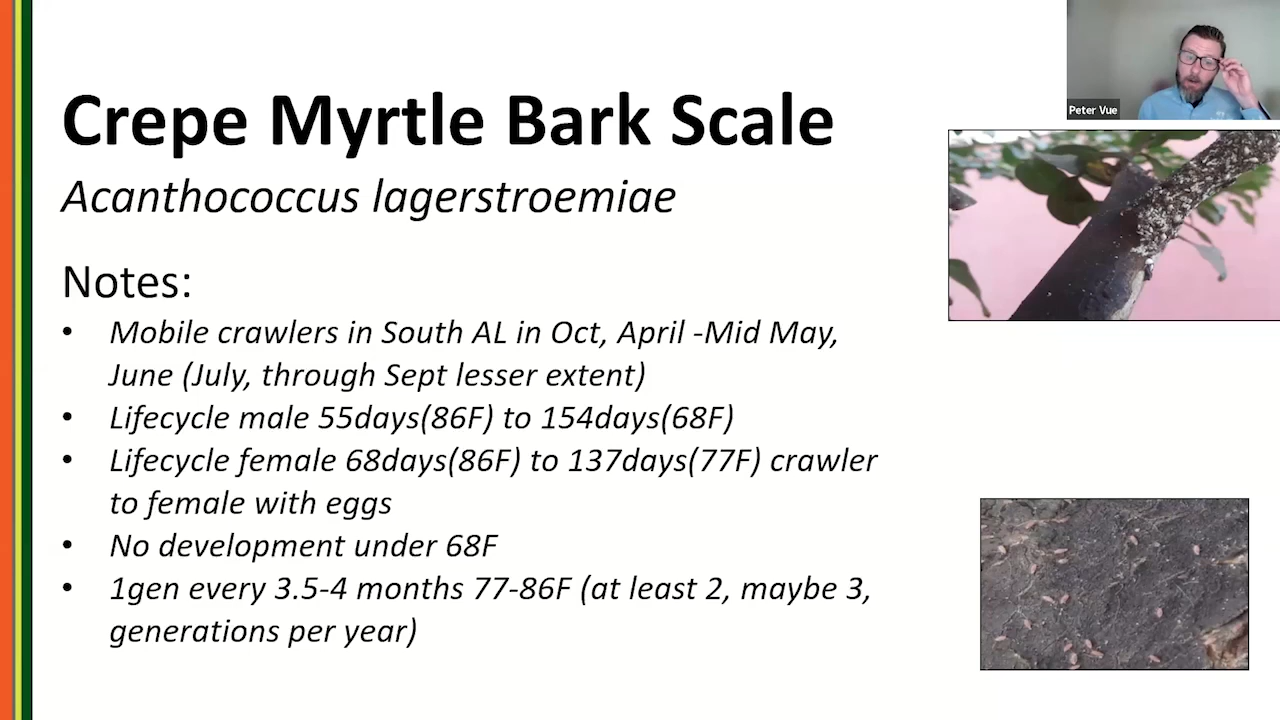 Crepe Myrtle Bark Scale
Peter Vue
Acanthococcus lagerstroemiae
Notes:
• Mobile crawlers in South AL in Oct, April -Mid May,
June (July, through Sept lesser extent)
• Lifecycle male 55days(86F) to 154days(68F)
• Lifecycle female 68days(86F) to 137days(77F) crawler
to female with eggs
• No development under 68F
• 1gen every 3.5-4 months 77-86F (at least 2, maybe 3,
generations per year)